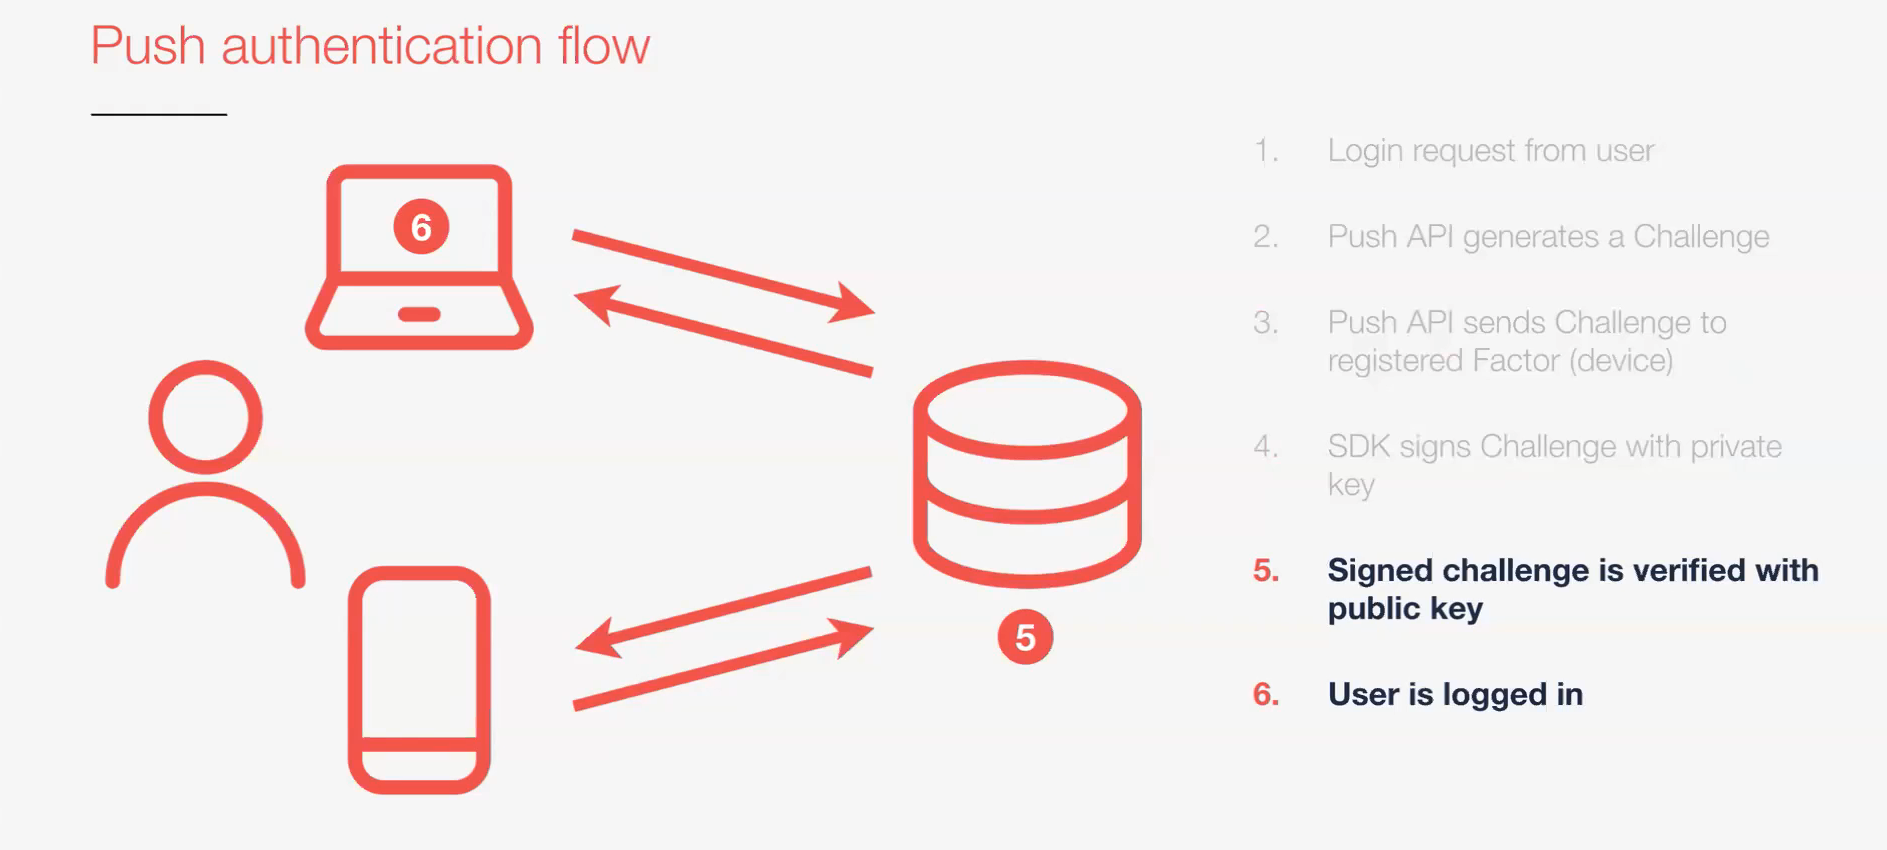 Push authentication flow
6
5
1. Login request from user
2. Push API generates a Challenge
3. Push API sends Challenge to
registered Factor (device)
4. SDK signs Challenge with private
key
5. Signed challenge is verified with
public key
6. User is logged in